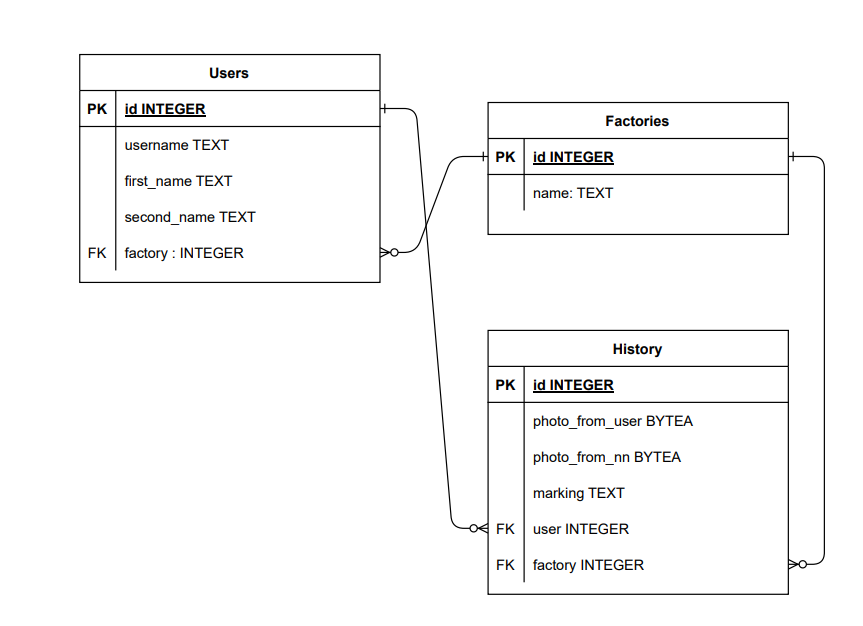 Users
PK id INTEGER
username TEXT
first_name TEXT
second_name TEXT
FK factory : INTEGER
Factories
PK id INTEGER
name: TEXT
History
PK id INTEGER
photo_from_user BYTEA
photo_from_nn BYTEA
marking TEXT
FK user INTEGER
FK factory INTEGER